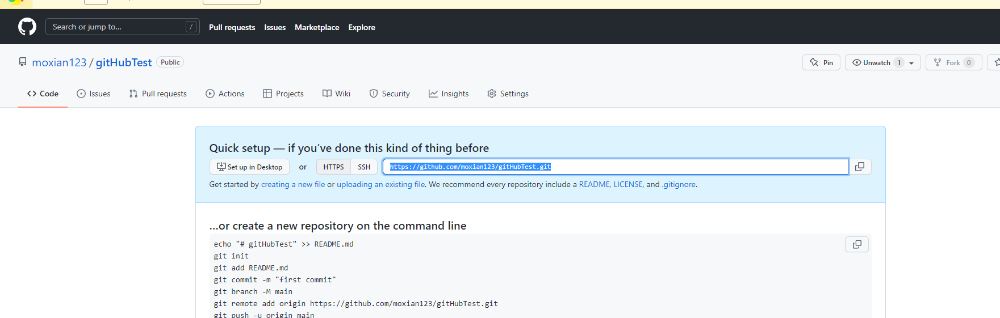 Search or jump to... /
Pull requests Issues Marketplace Explore
moxian123 / gitHubTest Public
Pin Unwatch 1 Fork 0
Code Issues Pull requests Actions Projects Wiki Security Insights Settings
Quick setup — if you’ve done this kind of thing before
Set up in Desktop or HTTPS SSH https://github.com/moxian123/gitHubTest.git
Get started by creating a new file or uploading an existing file. We recommend every repository include a README, LICENSE, and .gitignore.
…or create a new repository on the command line
echo "# gitHubTest" >> README.md
git init
git add README.md
git commit -m "first commit"
git branch -M main
git remote add origin https://github.com/moxian123/gitHubTest.git
git push -u origin main